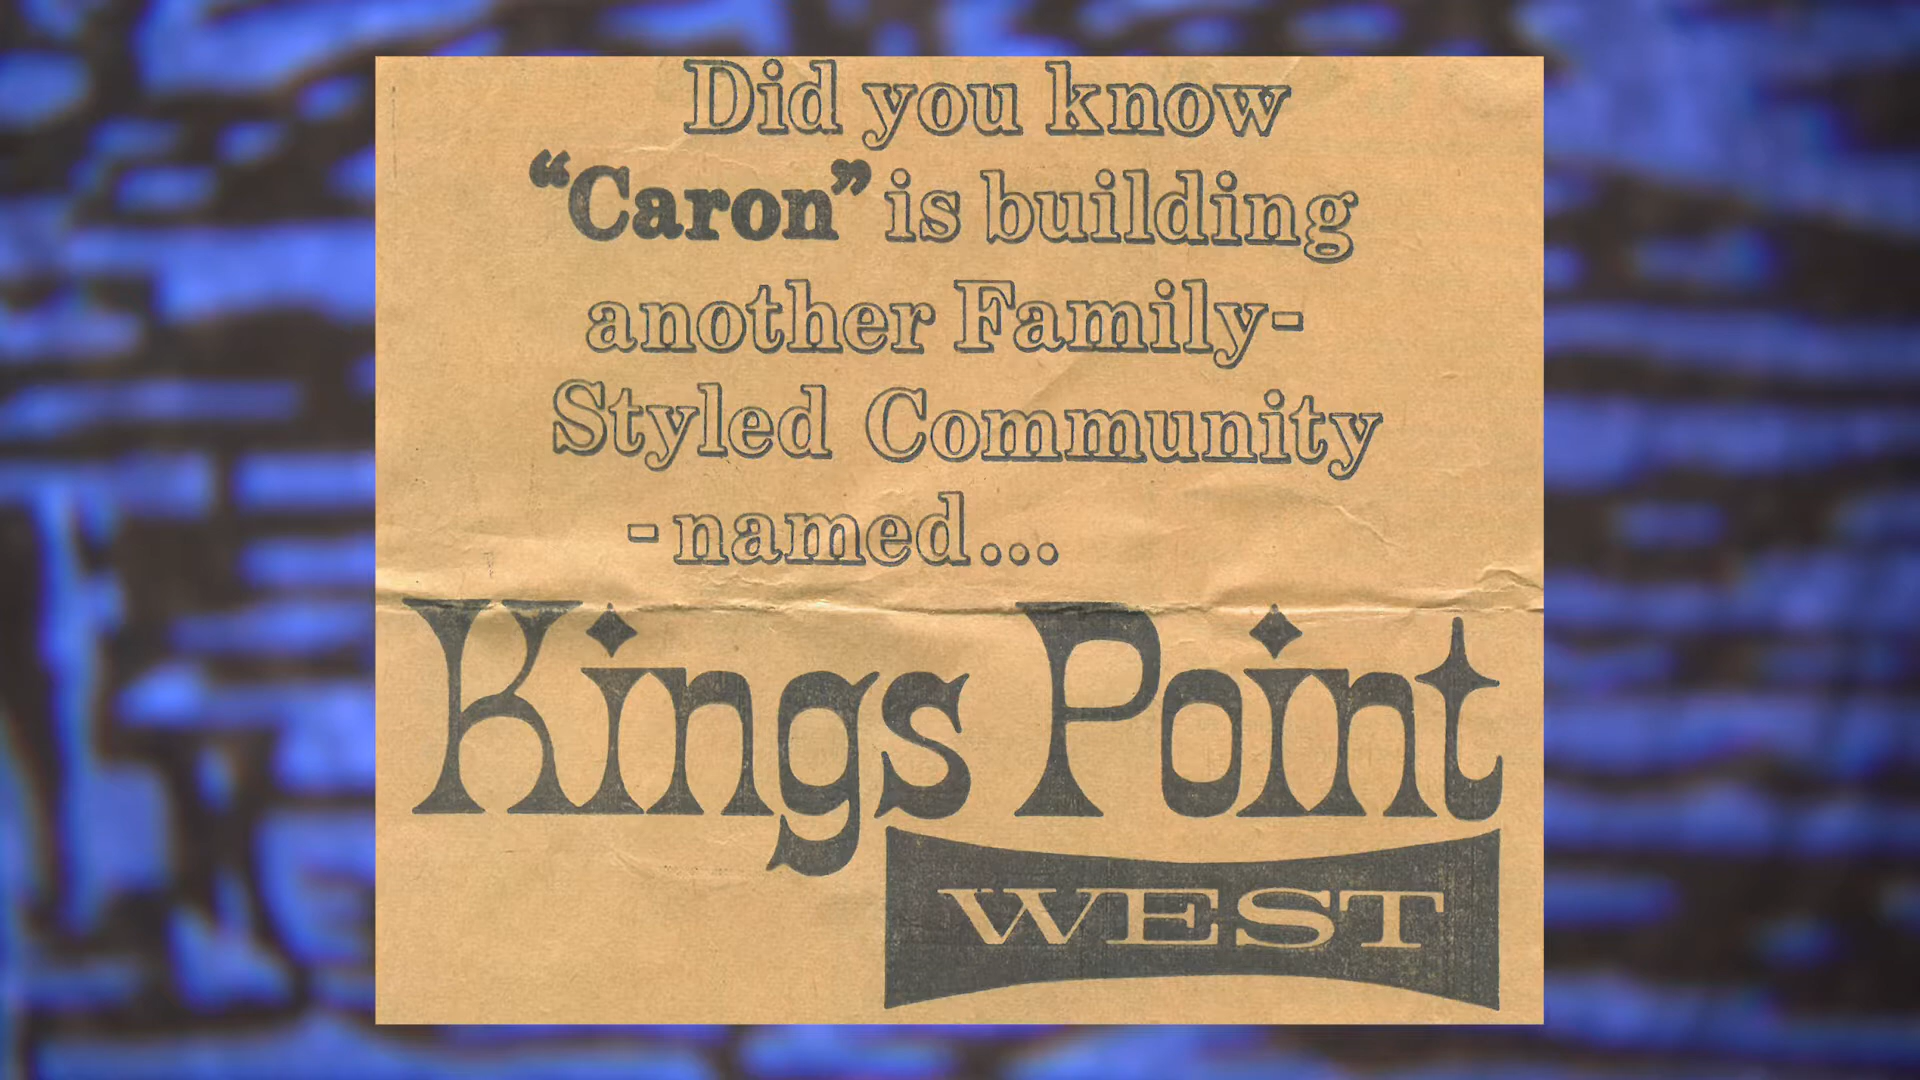 Did you know
“Caron” is building
another Family-
Styled Community
-named...
Kings Point
WEST